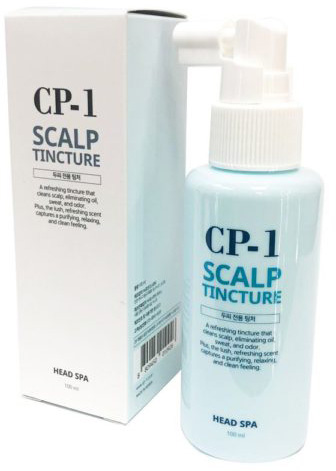 CP-1
SCALP
TINCTURE
두피 전용 팅처
A refreshing tincture that
cleans scalp, eliminating oil,
sweat, and odor.
Plus, the lush, refreshing scent
captures a purifying, relaxing,
and clean feeling.
HEAD SPA
100 ml
CP-1
SCALP
TINCTURE
두피 전용 팅처
A refreshing tincture that
cleans scalp, eliminating oil,
sweat, and odor.
Plus, the lush, refreshing scent
captures a purifying, relaxing,
and clean feeling.
HEAD SPA
100 ml